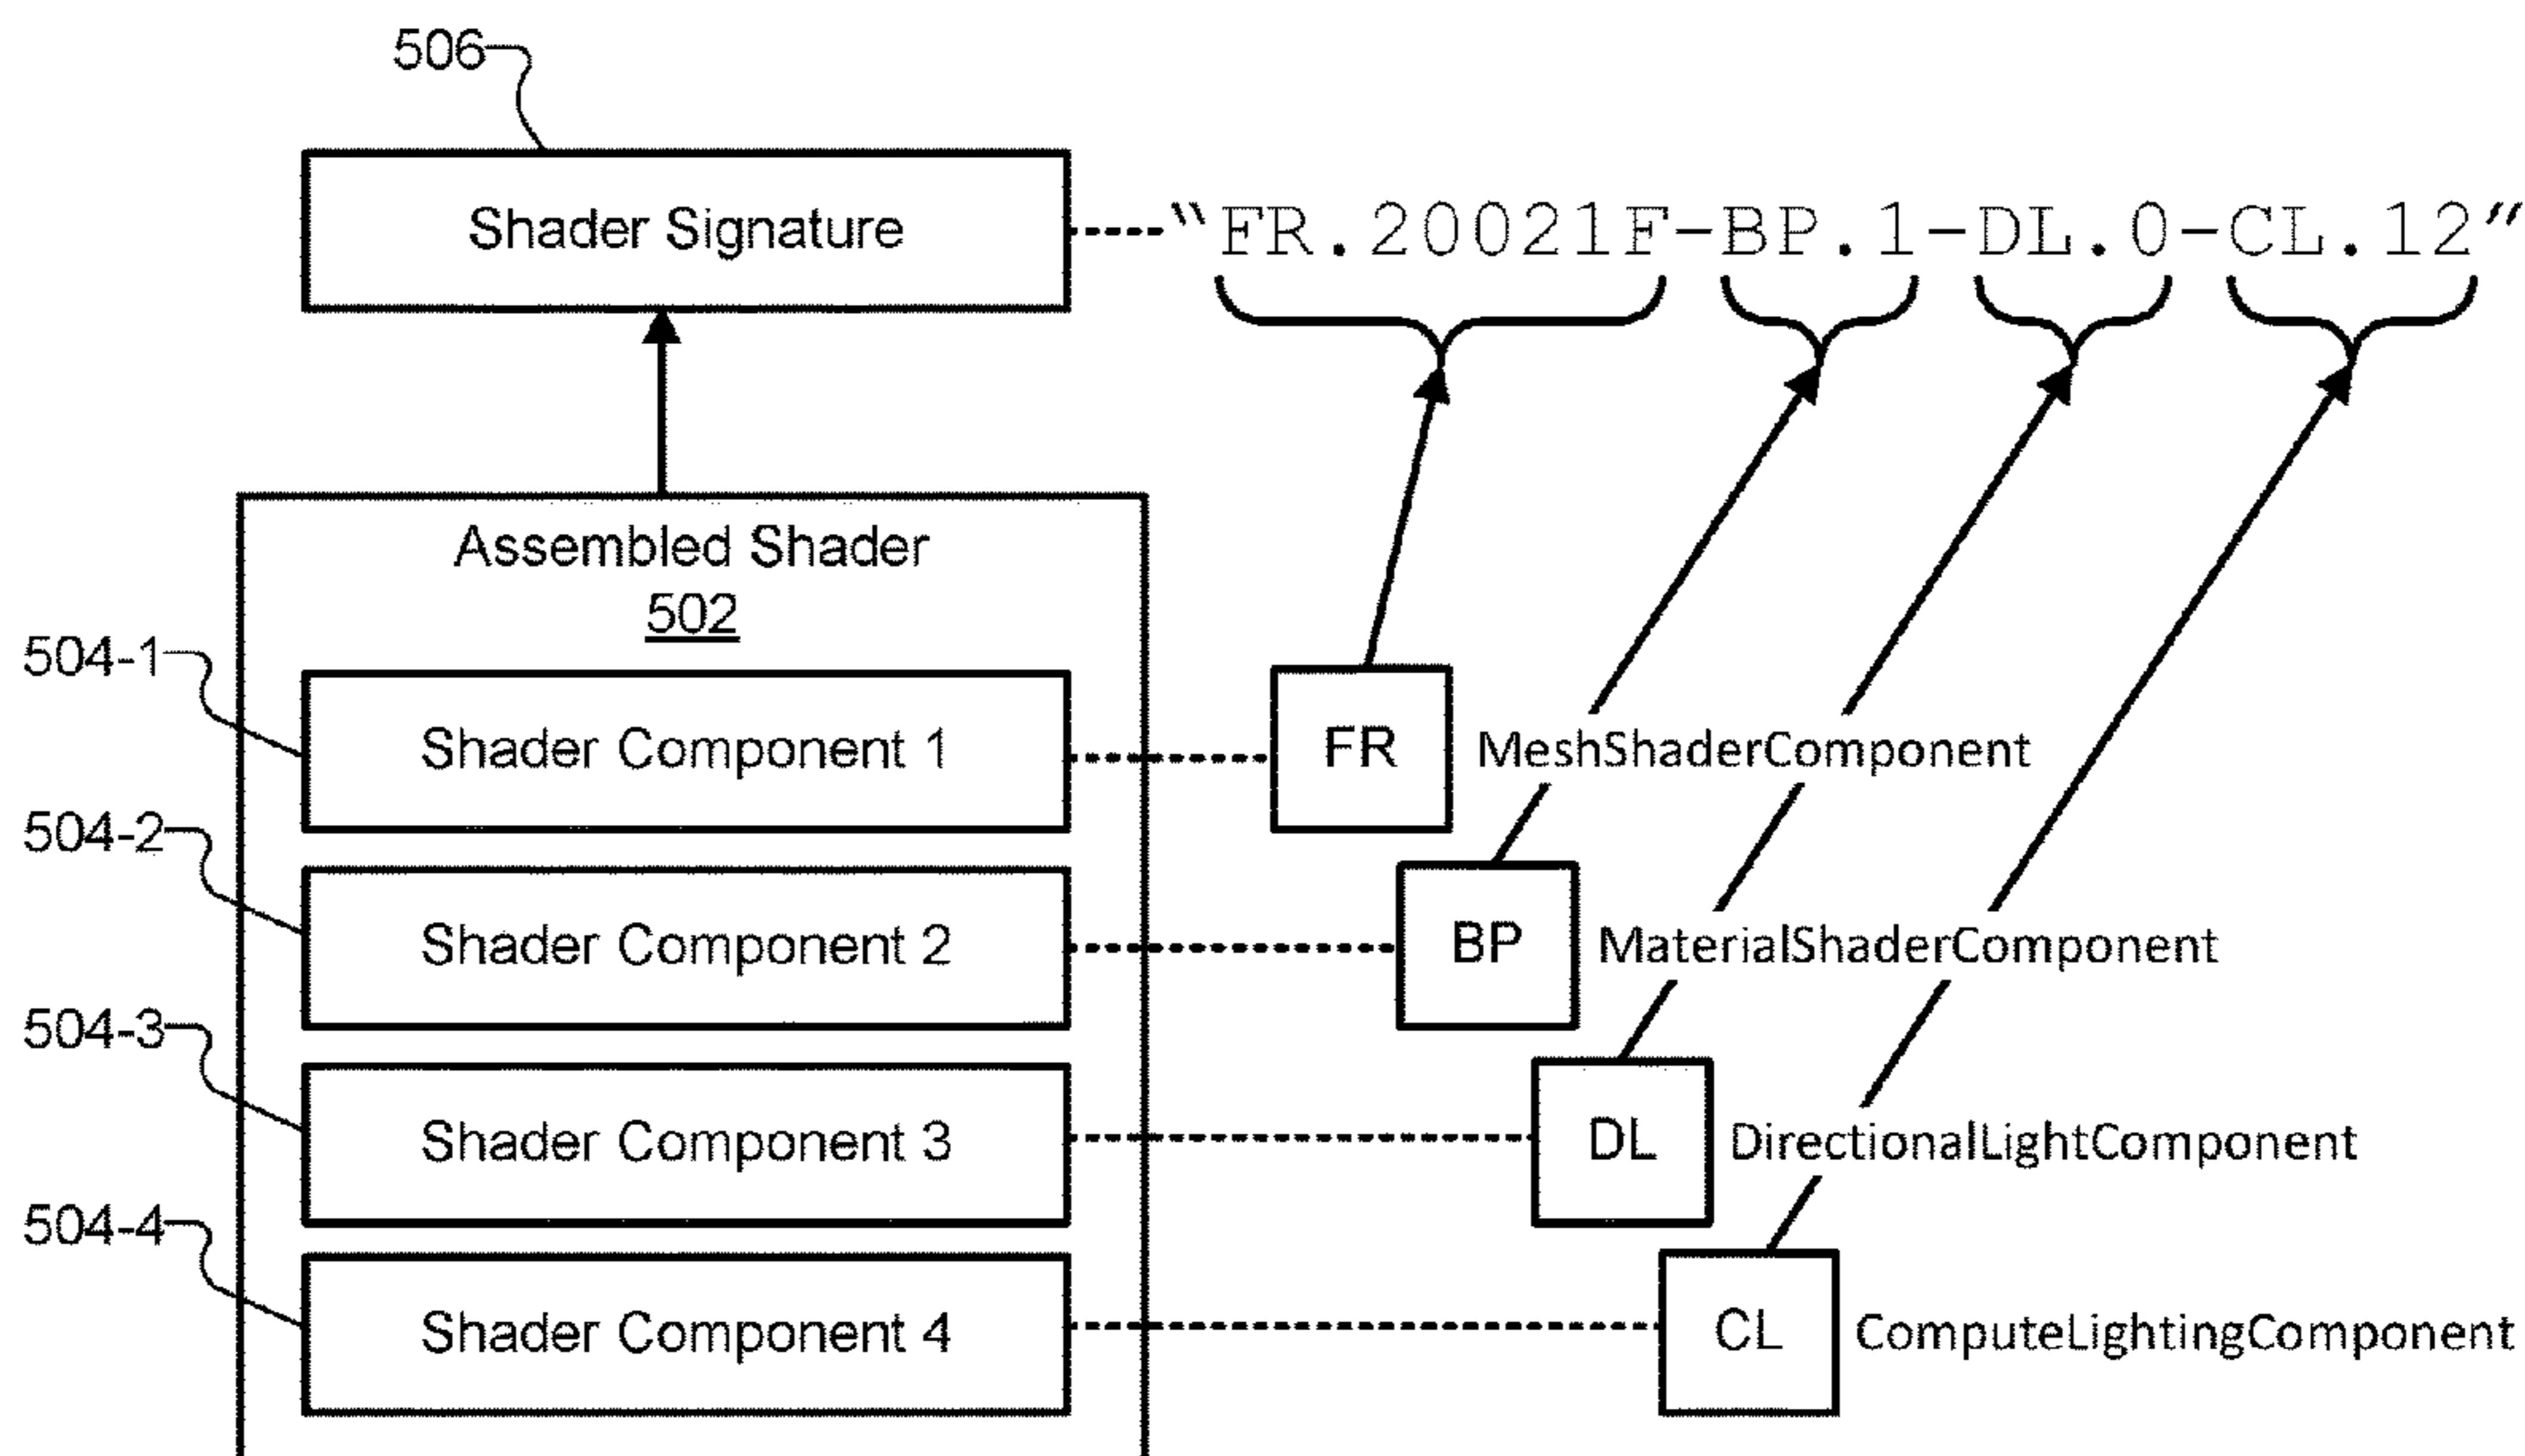 506
Shader Signature
“FR.20021F-BP.1-DL.0-CL.12”
Assembled Shader
502
504-1
Shader Component 1
FR
MeshShaderComponent
504-2
Shader Component 2
BP
MaterialShaderComponent
504-3
Shader Component 3
DL
DirectionalLightComponent
504-4
Shader Component 4
CL
ComputeLightingComponent